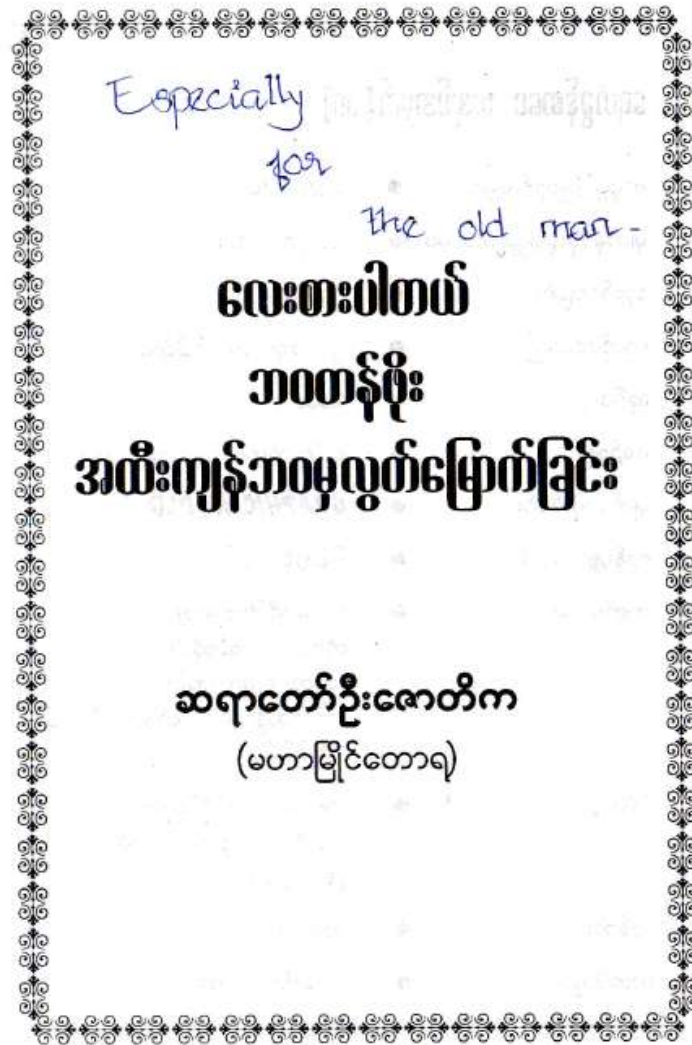 Especially
for
the old man-
လေးစားပါတယ်
ဘဝတန်ဖိုး
အထီးကျန်ဘဝမှလွတ်မြောက်ခြင်း
ဆရာတော်ဦးဇောတိက
(မဟာမြိုင်တောရ)